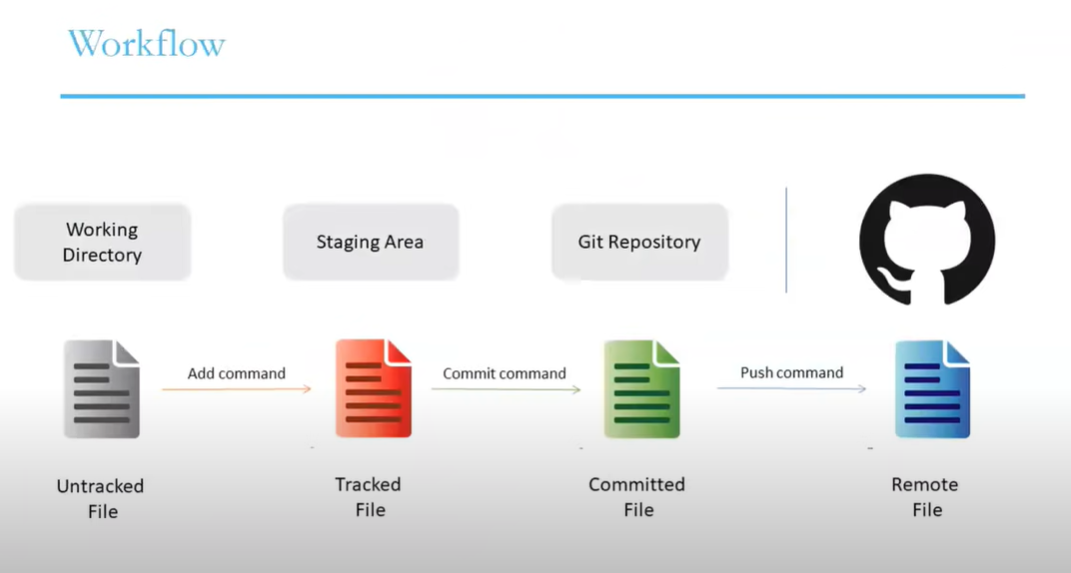 Workflow
Working
Directory
Staging Area
Git Repository
Add command
Commit command
Push command
Untracked
File
Tracked
File
Committed
File
Remote
File